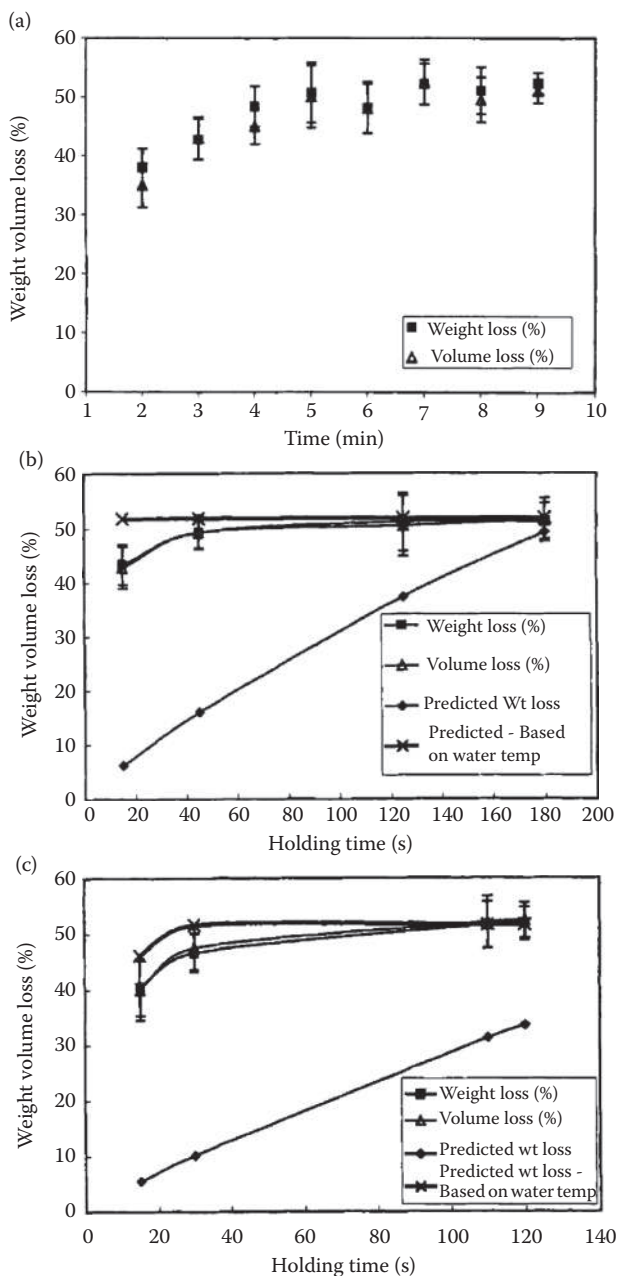 (a)
60
50
40
30
20
10
0
Weight volume loss (%)
Weight loss (%)
Volume loss (%)
1 2 3 4 5 6 7 8 9 10
Time (min)
(b)
60
50
40
30
20
10
0
Weight volume loss (%)
Weight loss (%)
Volume loss (%)
Predicted Wt loss
Predicted - Based
on water temp
0 20 40 60 80 100 120 140 160 180 200
Holding time (s)
(c)
60
50
40
30
20
10
0
Weight volume loss (%)
Weight loss (%)
Volume loss (%)
Predicted wt loss
Predicted wt loss -
Based on water temp
0 20 40 60 80 100 120 140
Holding time (s)